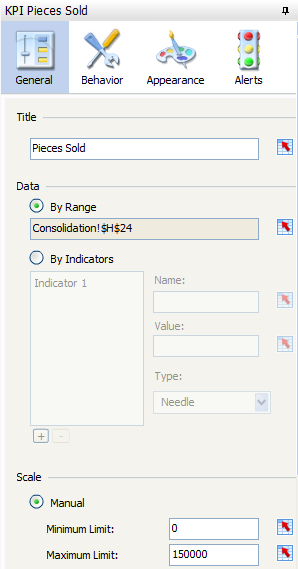 KPI Pieces Sold
General Behavior Appearance Alerts
Title
Pieces Sold
Data
By Range
Consolidation!$H$24
By Indicators
Indicator 1
Name:
Value:
Type:
Needle
+ -
Scale
Manual
Minimum Limit: 0
Maximum Limit: 150000